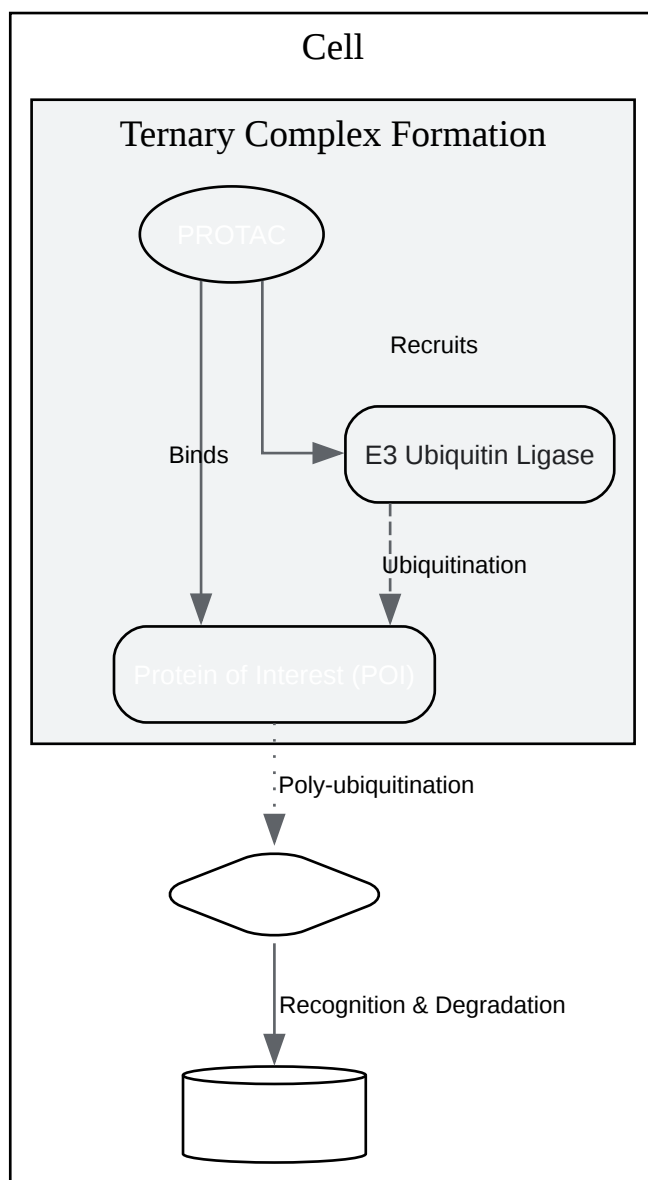 Cell
Ternary Complex Formation
PROTAC
Recruits
Binds
E3 Ubiquitin Ligase
Ubiquitination
Protein of Interest (POI)
Poly-ubiquitination
Recognition & Degradation